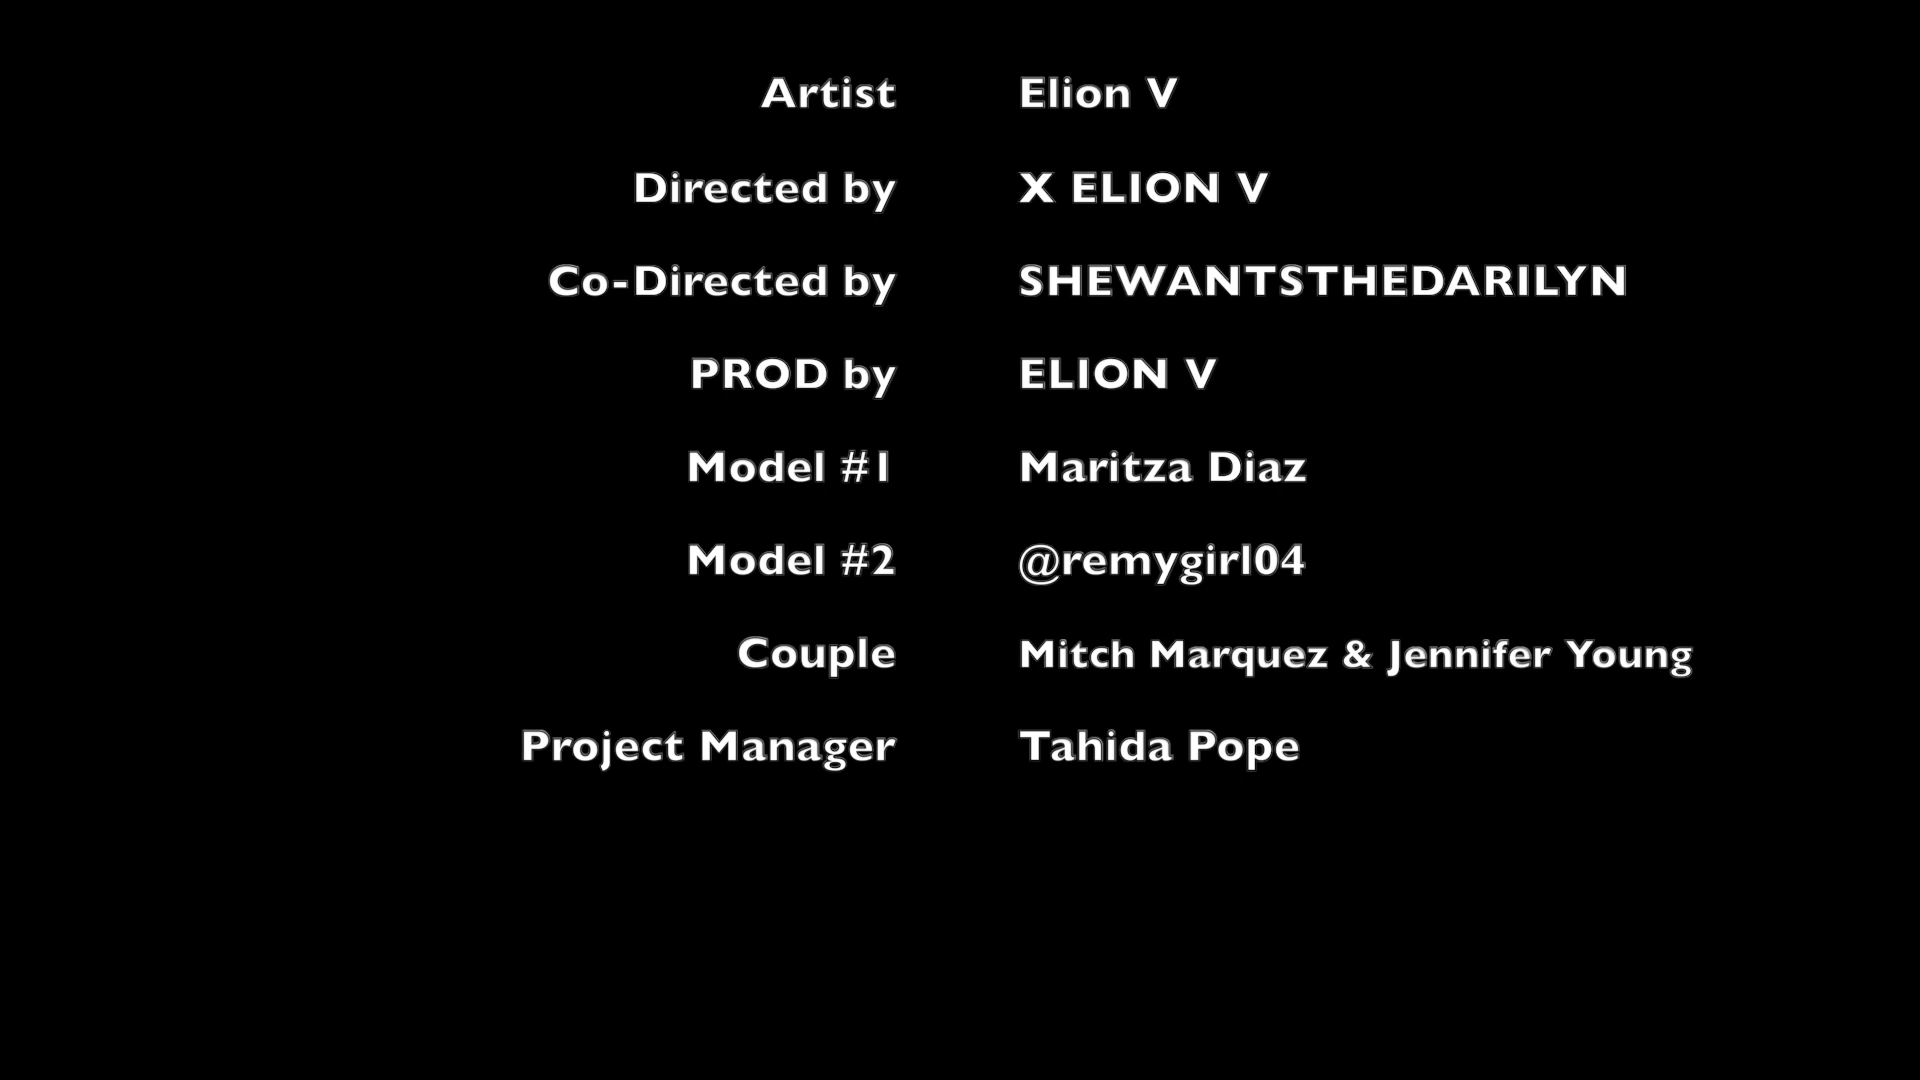 Artist Elion V
Directed by X ELION V
Co-Directed by SHEWANTSTHEDARILYN
PROD by ELION V
Model #1 Maritza Diaz
Model #2 @remygirl04
Couple Mitch Marquez & Jennifer Young
Project Manager Tahida Pope